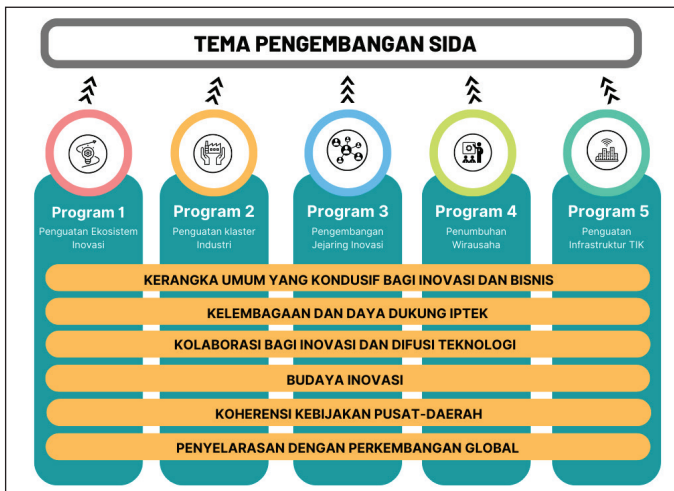 TEMA PENGEMBANGAN SIDA
Program 1
Penguatan Ekosistem
Inovasi
Program 2
Penguatan klaster
Industri
Program 3
Pengembangan
Jejaring Inovasi
Program 4
Penumbuhan
Wirausaha
Program 5
Penguatan
Infrastruktur TIK
KERANGKA UMUM YANG KONDUSIF BAGI INOVASI DAN BISNIS
KELEMBAGAAN DAN DAYA DUKUNG IPTEK
KOLABORASI BAGI INOVASI DAN DIFUSI TEKNOLOGI
BUDAYA INOVASI
KOHERENSI KEBIJAKAN PUSAT-DAERAH
PENYELARASAN DENGAN PERKEMBANGAN GLOBAL